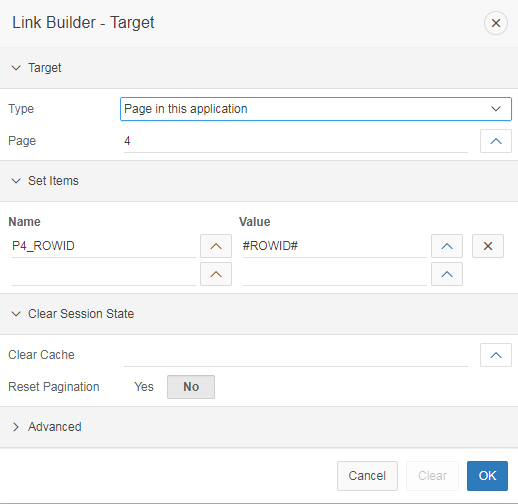 Link Builder - Target
Target
Type Page in this application
Page 4
Set Items
Name Value
P4_ROWID #ROWID#
Clear Session State
Clear Cache
Reset Pagination Yes No
Advanced
Cancel Clear OK